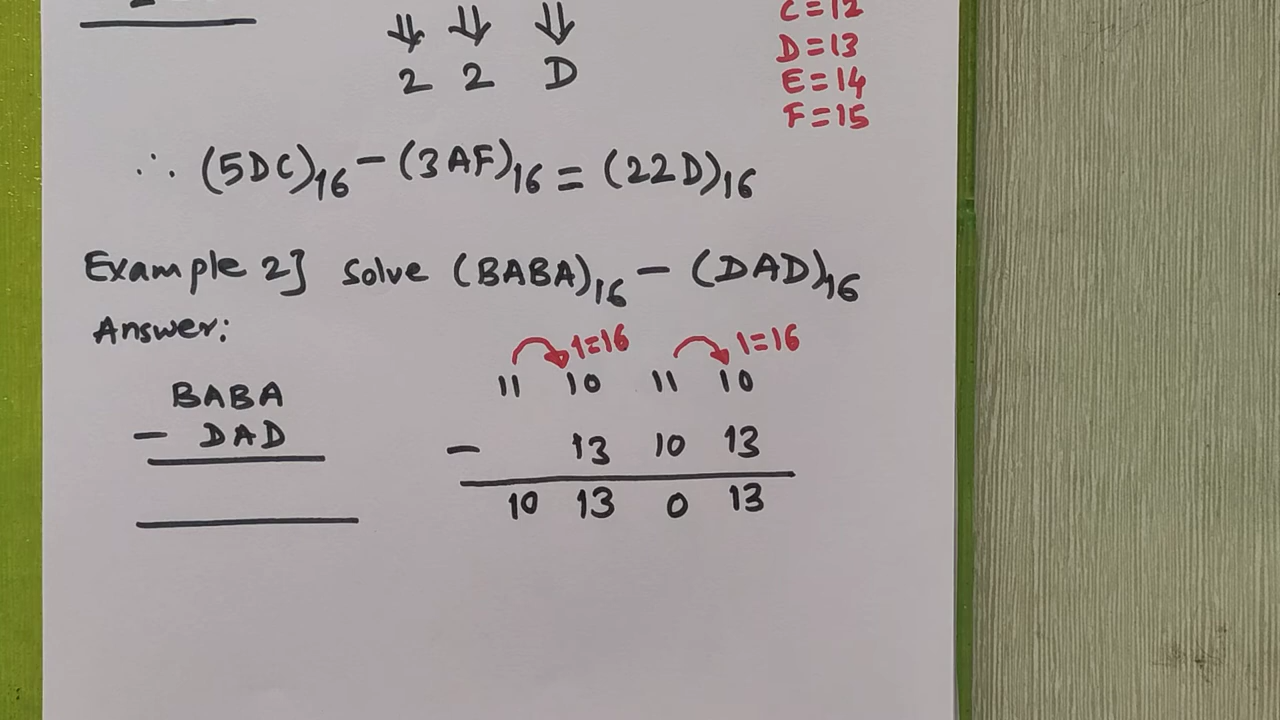 C=12
⇓ ⇓ ⇓
D=13
2 2 D
E=14
F=15
∴ (5DC)₁₆ − (3AF)₁₆ = (22D)₁₆
Example 2] Solve (BABA)₁₆ − (DAD)₁₆
Answer:
1=16 1=16
BABA
11 10 11 10
− DAD
− 13 10 13
10 13 0 13